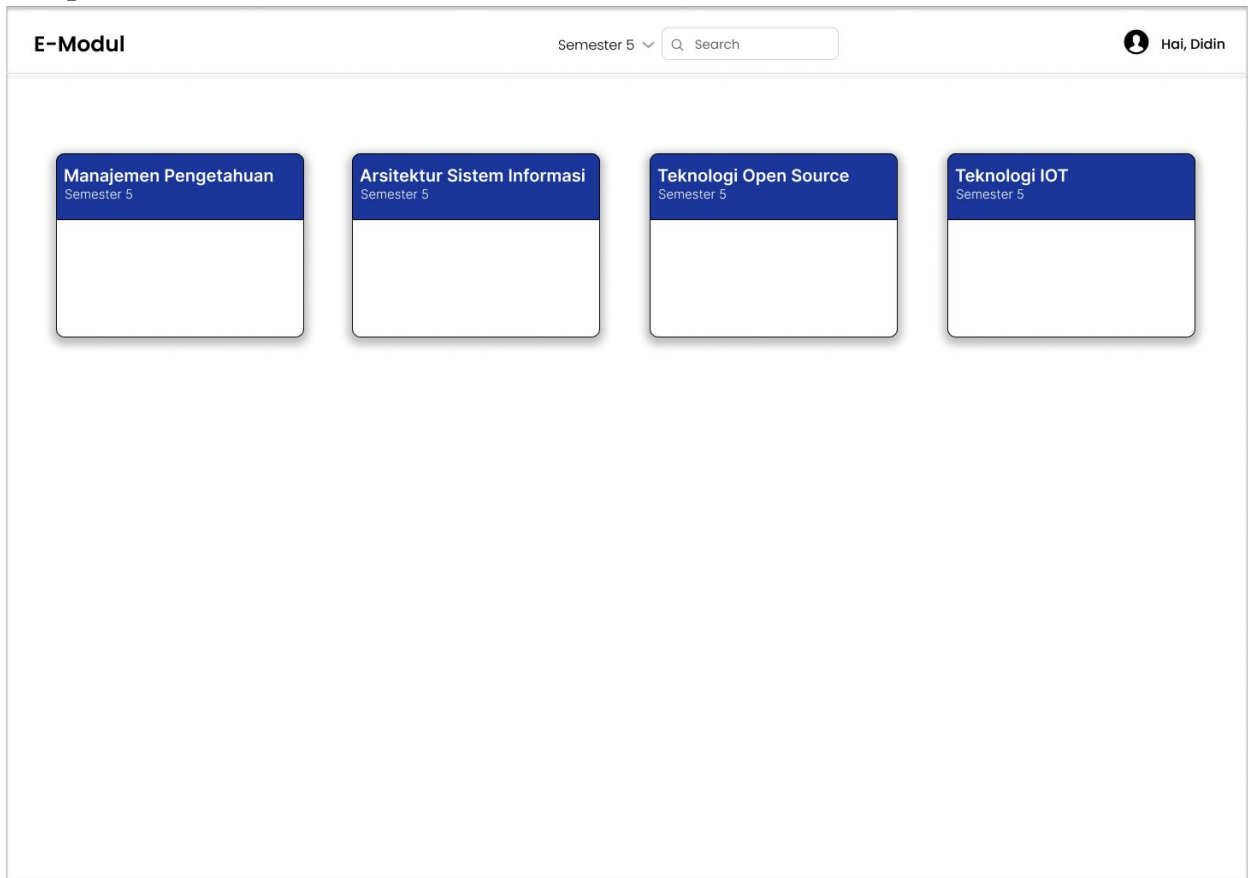 E-Modul
Semester 5
Search
Hai, Didin
Manajemen Pengetahuan
Semester 5
Arsitektur Sistem Informasi
Semester 5
Teknologi Open Source
Semester 5
Teknologi IOT
Semester 5